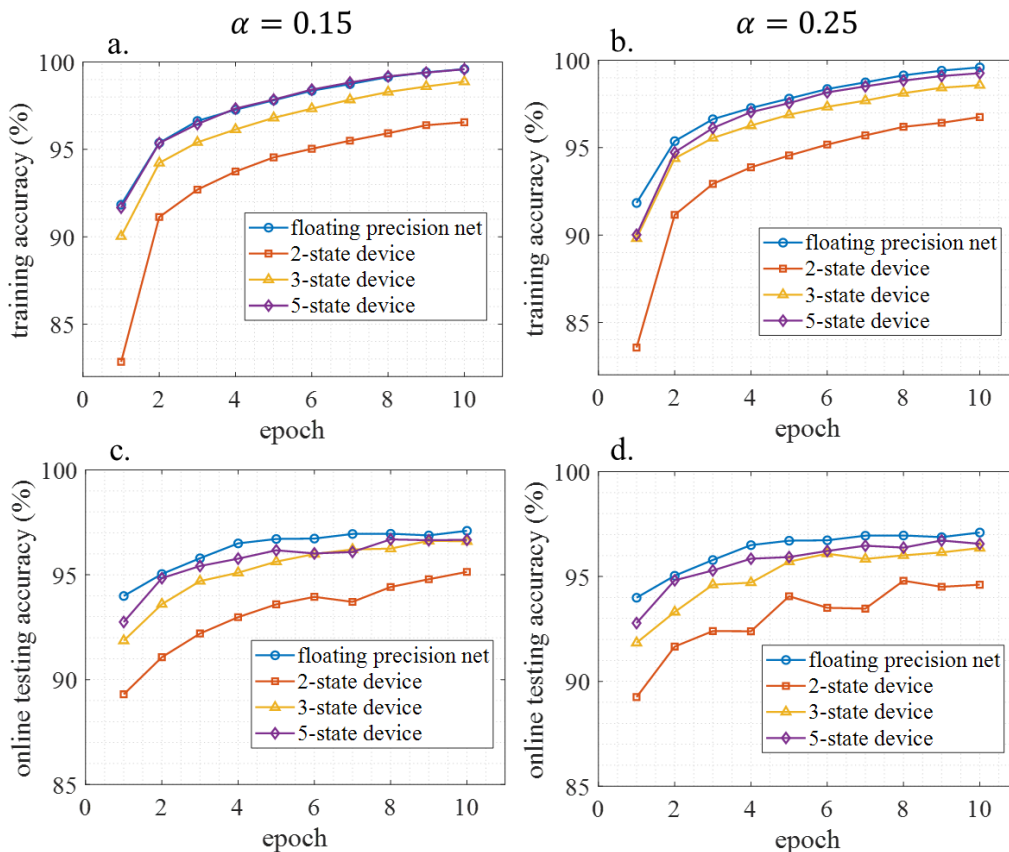 α = 0.15
a.
100
95
90
85
0
2
4
6
8
10
training accuracy (%)
epoch
floating precision net
2-state device
3-state device
5-state device
α = 0.25
b.
100
95
90
85
0
2
4
6
8
10
training accuracy (%)
epoch
floating precision net
2-state device
3-state device
5-state device
c.
100
95
90
85
0
2
4
6
8
10
online testing accuracy (%)
epoch
floating precision net
2-state device
3-state device
5-state device
d.
100
95
90
85
0
2
4
6
8
10
online testing accuracy (%)
epoch
floating precision net
2-state device
3-state device
5-state device